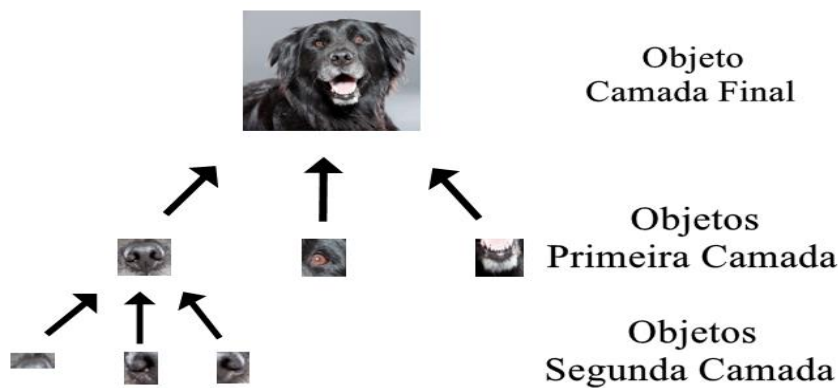 Objeto
Camada Final
Objetos
Primeira Camada
Objetos
Segunda Camada